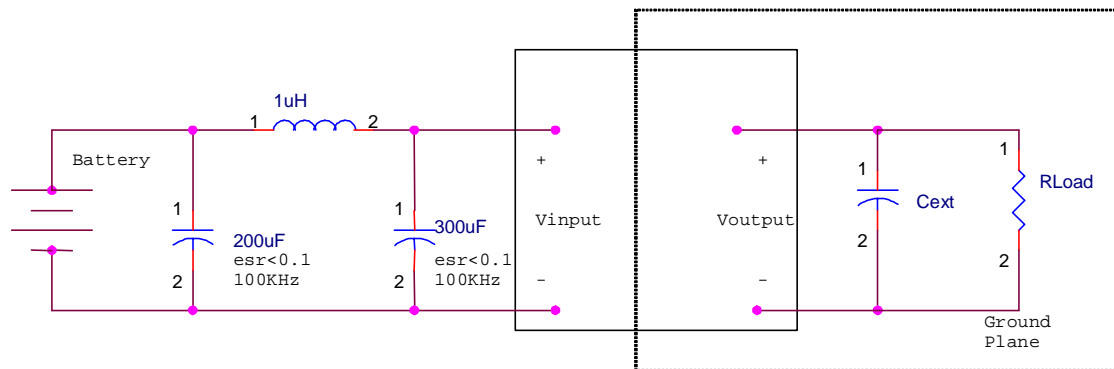 1uH
1
2
Battery
+
+
1
RLoad
1
1
1
Vinput
Voutput
Cext
200uF
300uF
esr<0.1
esr<0.1
2
2
2
100KHz
2
100KHz
-
-
Ground
Plane